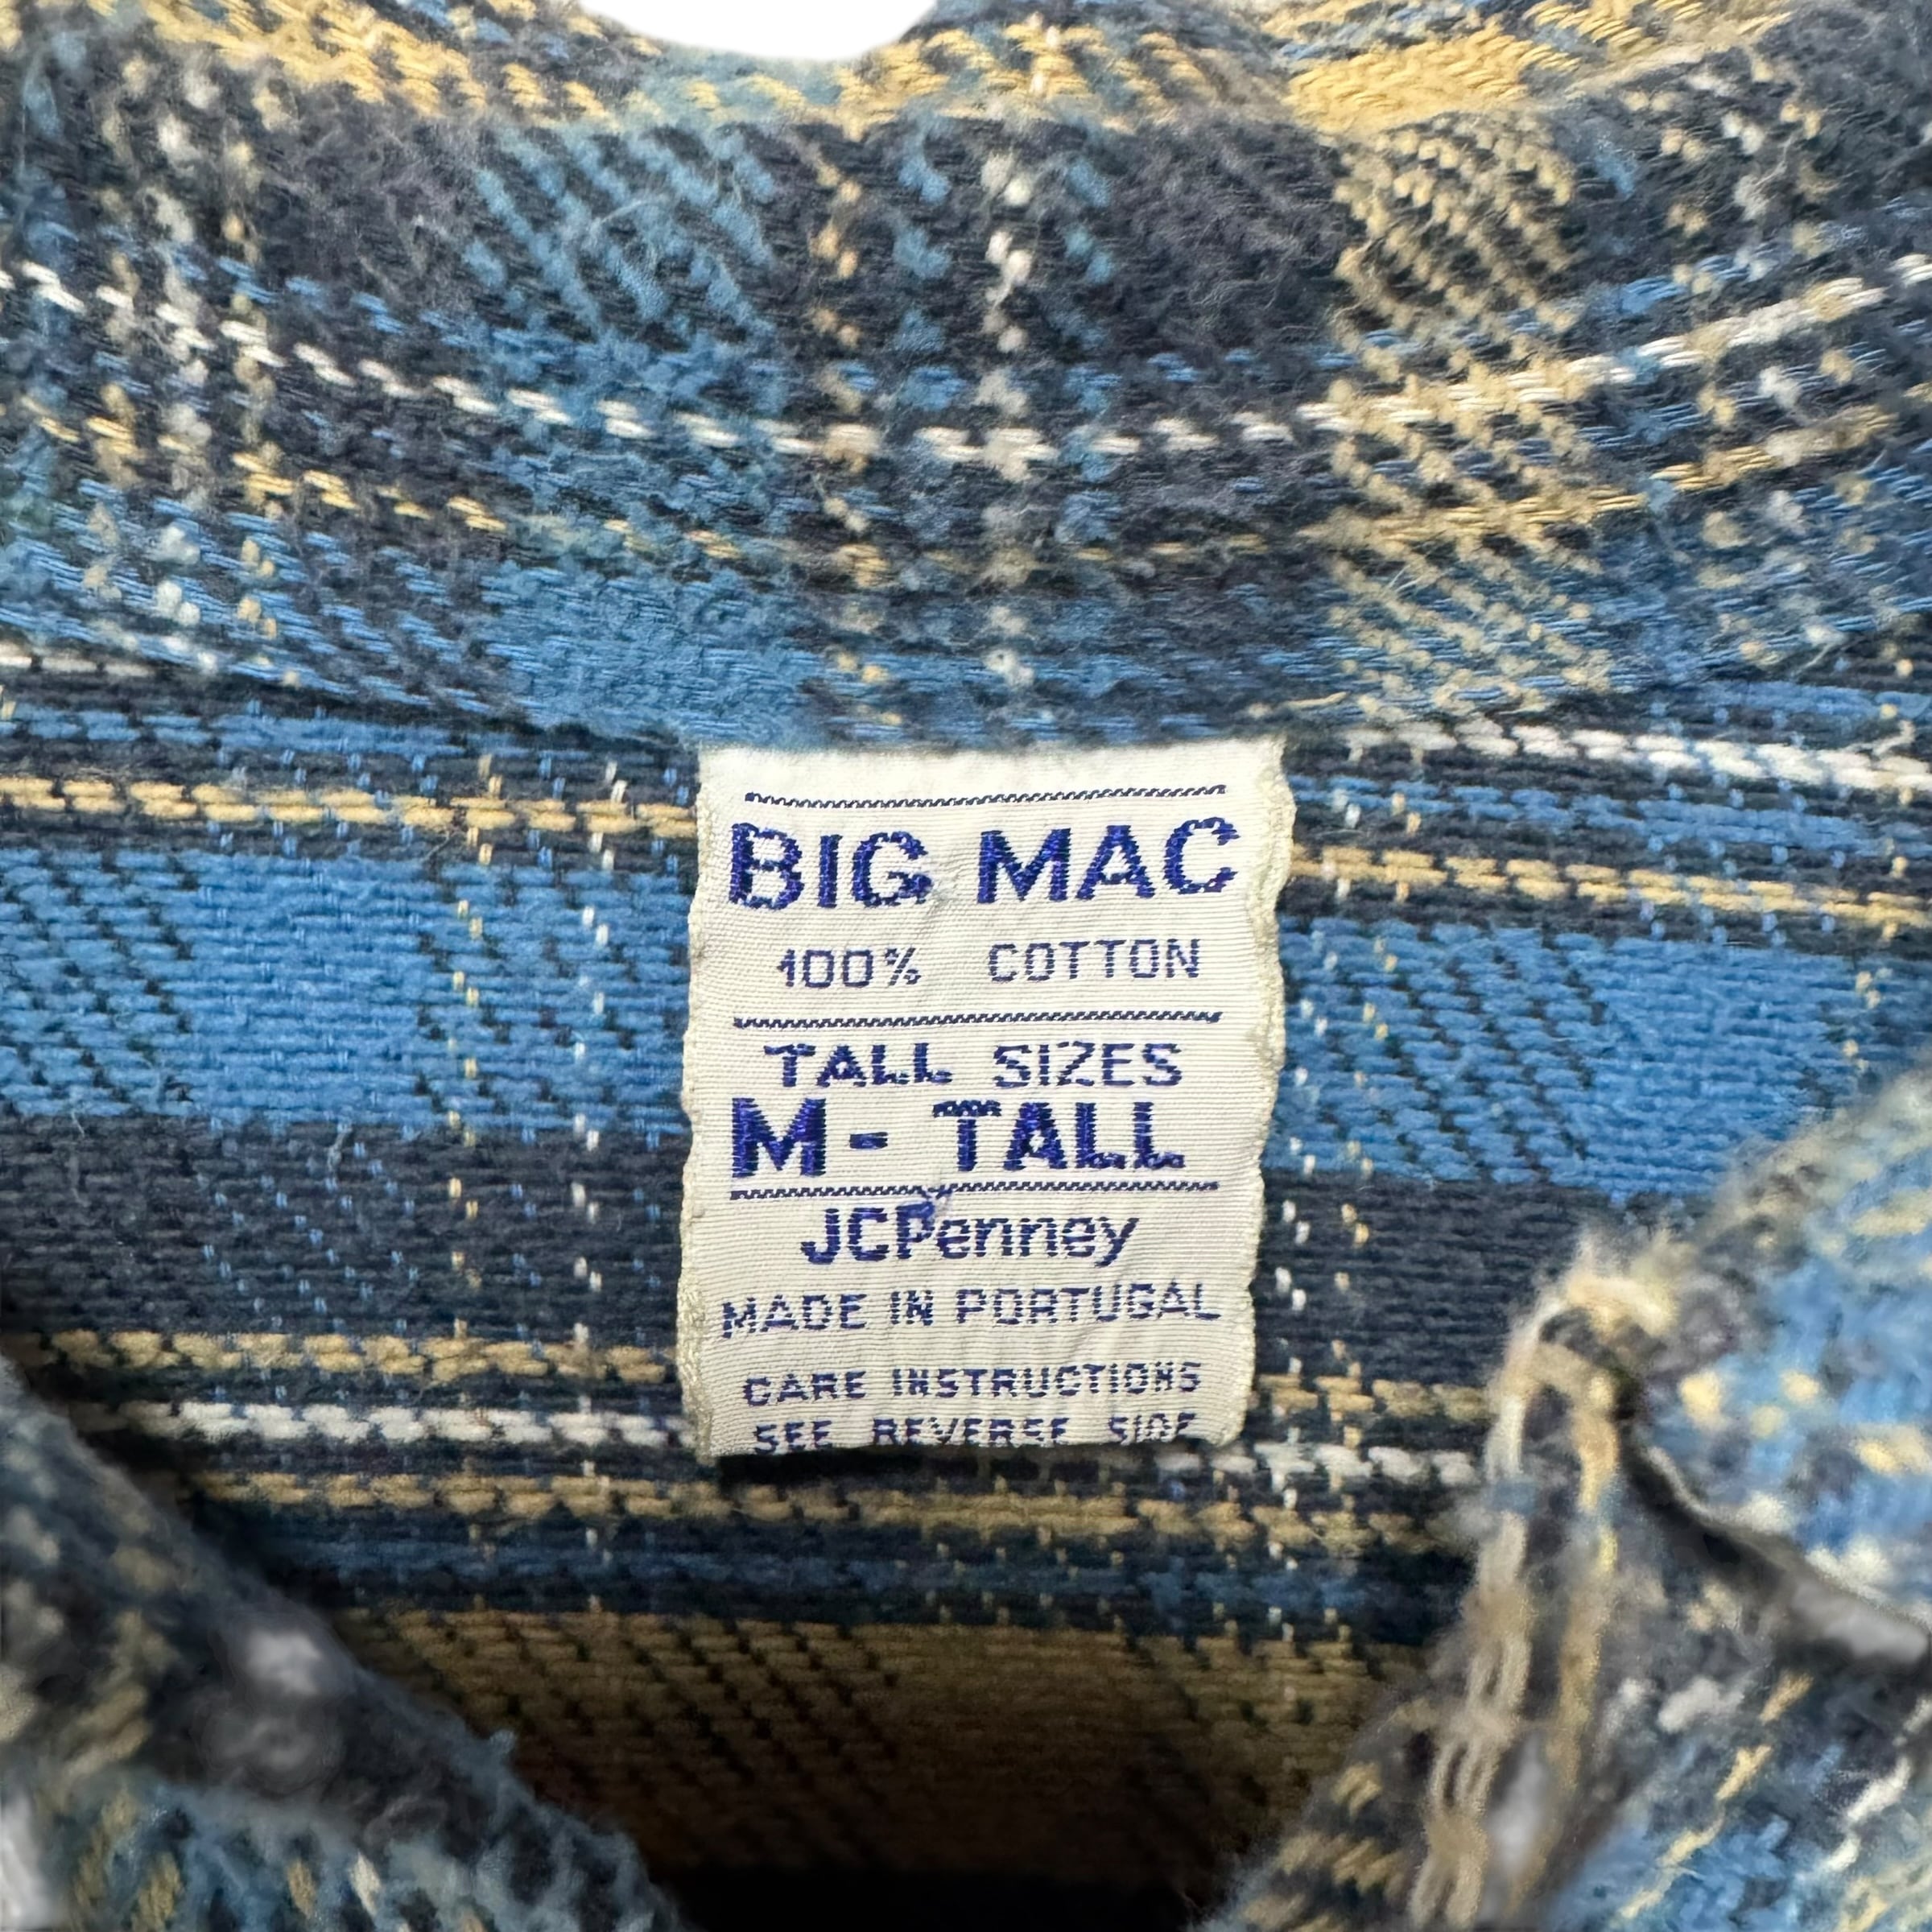 BIG MAC
100% COTTON
TALL SIZES
M - TALL
JCPenney
MADE IN PORTUGAL
CARE INSTRUCTIONS
SEE REVERSE SIDE